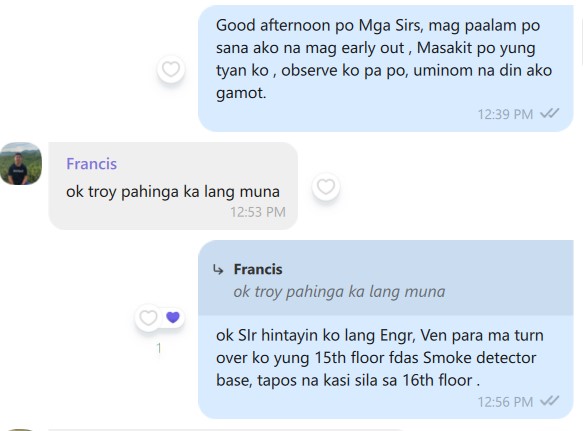 Good afternoon po Mga Sirs, mag paalam po
sana ako na mag early out , Masakit po yung
tyan ko , observe ko pa po, uminom na din ako
gamot.
12:39 PM
Francis
ok troy pahinga ka lang muna
12:53 PM
Francis
ok troy pahinga ka lang muna
ok SIr hintayin ko lang Engr, Ven para ma turn
over ko yung 15th floor fdas Smoke detector
base, tapos na kasi sila sa 16th floor .
1
12:56 PM